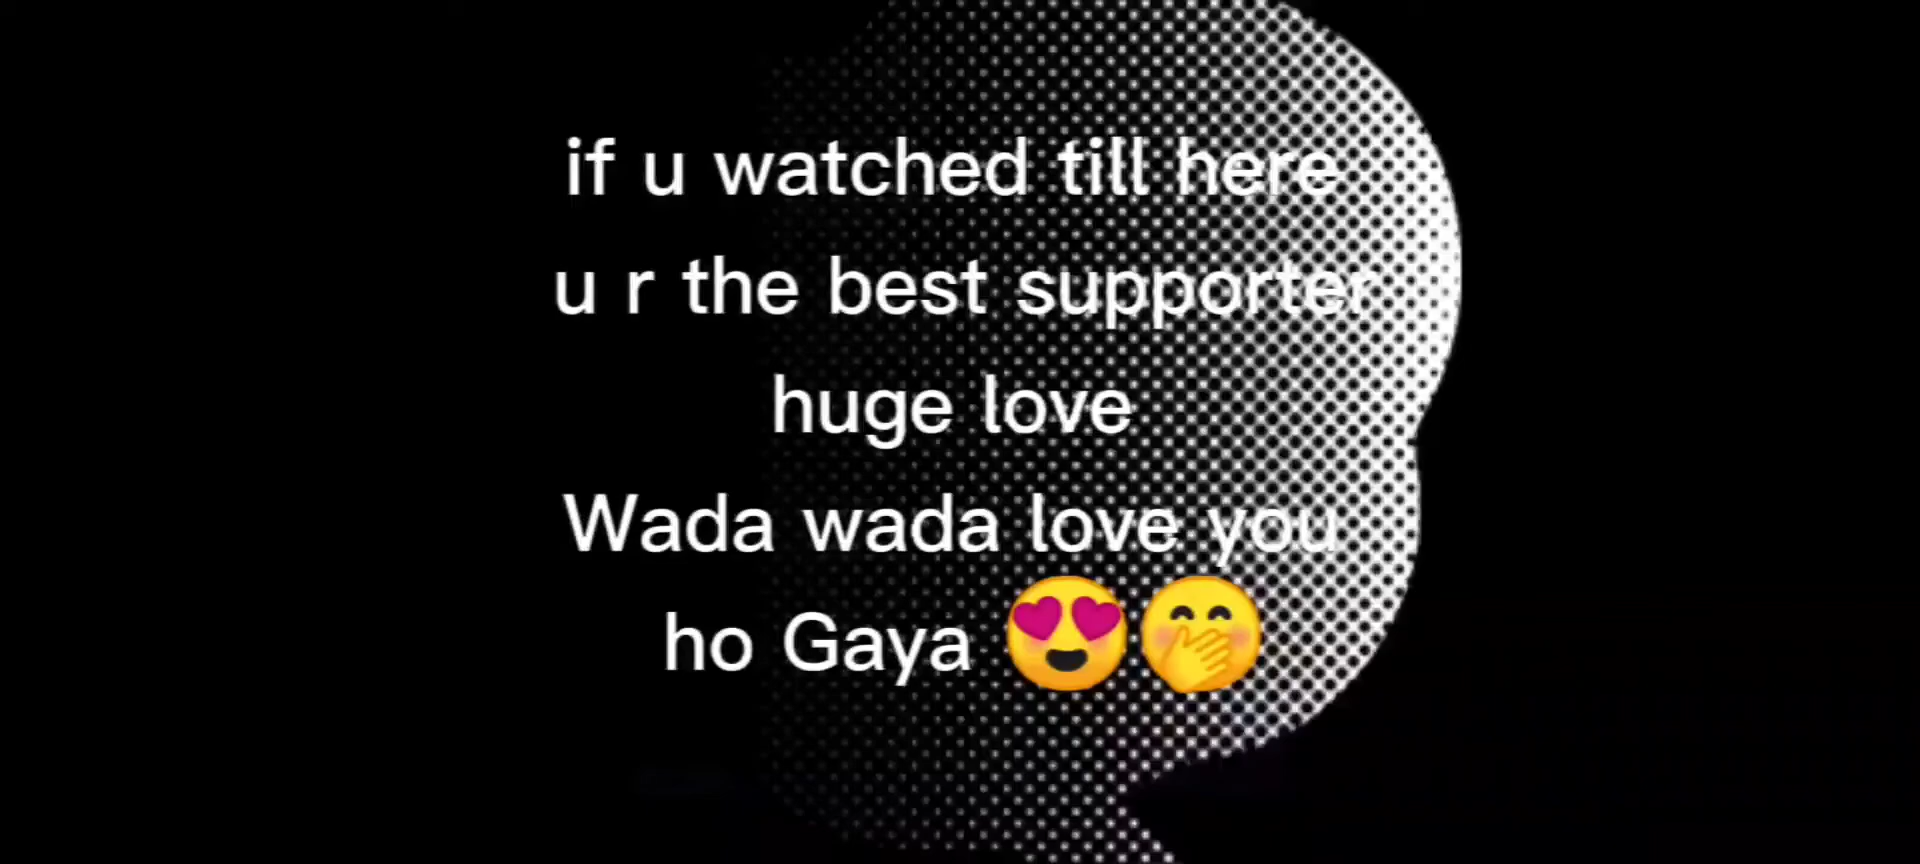 if u watched till here
u r the best supporter
huge love
Wada wada love you
ho Gaya 😍🤭